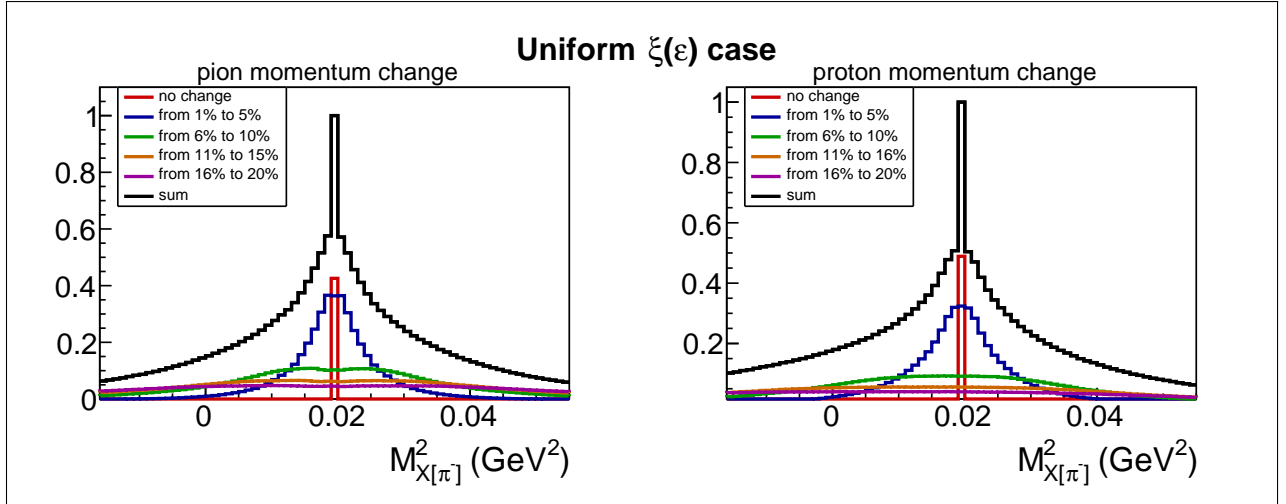 Uniform ξ(ε) case
pion momentum change
1
0.8
0.6
0.4
0.2
0
no change
from 1% to 5%
from 6% to 10%
from 11% to 15%
from 16% to 20%
sum
0 0.02 0.04
M²X[π⁻] (GeV²)
proton momentum change
1
0.8
0.6
0.4
0.2
no change
from 1% to 5%
from 6% to 10%
from 11% to 16%
from 16% to 20%
sum
0 0.02 0.04
M²X[π⁻] (GeV²)